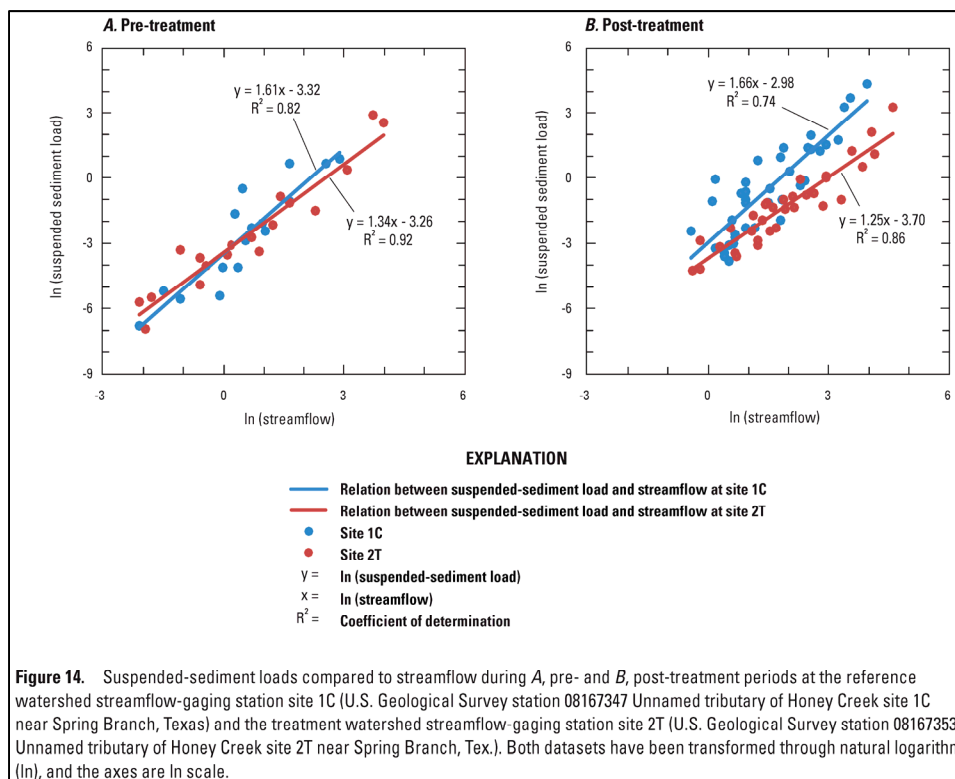 A. Pre-treatment
6
3
0
-3
-6
-9
-3
0
3
6
ln (suspended sediment load)
ln (streamflow)
y = 1.61x - 3.32
R² = 0.82
y = 1.34x - 3.26
R² = 0.92
B. Post-treatment
6
3
0
-3
-6
-9
-3
0
3
6
ln (suspended sediment load)
ln (streamflow)
y = 1.66x - 2.98
R² = 0.74
y = 1.25x - 3.70
R² = 0.86
EXPLANATION
Relation between suspended-sediment load and streamflow at site 1C
Relation between suspended-sediment load and streamflow at site 2T
Site 1C
Site 2T
y = ln (suspended-sediment load)
x = ln (streamflow)
R² = Coefficient of determination
Figure 14. Suspended-sediment loads compared to streamflow during A, pre- and B, post-treatment periods at the reference
watershed streamflow-gaging station site 1C (U.S. Geological Survey station 08167347 Unnamed tributary of Honey Creek site 1C
near Spring Branch, Texas) and the treatment watershed streamflow-gaging station site 2T (U.S. Geological Survey station 08167353
Unnamed tributary of Honey Creek site 2T near Spring Branch, Tex.). Both datasets have been transformed through natural logarithm
(ln), and the axes are ln scale.